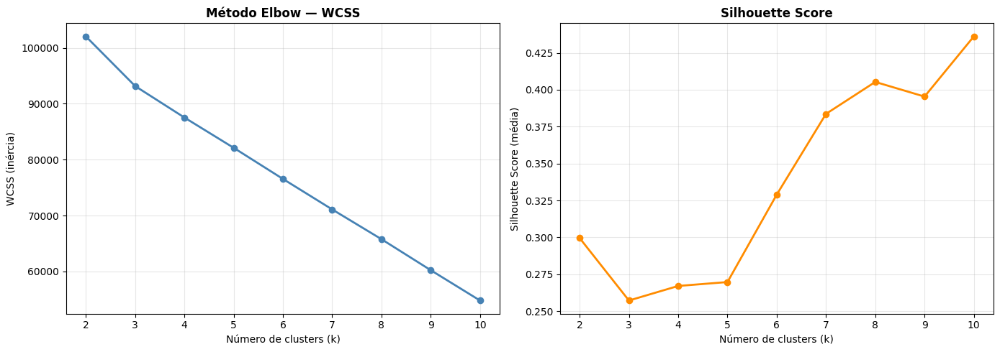 Método Elbow — WCSS
WCSS (inércia)
100000
90000
80000
70000
60000
2 3 4 5 6 7 8 9 10
Número de clusters (k)
Silhouette Score
Silhouette Score (média)
0.425
0.400
0.375
0.350
0.325
0.300
0.275
0.250
2 3 4 5 6 7 8 9 10
Número de clusters (k)